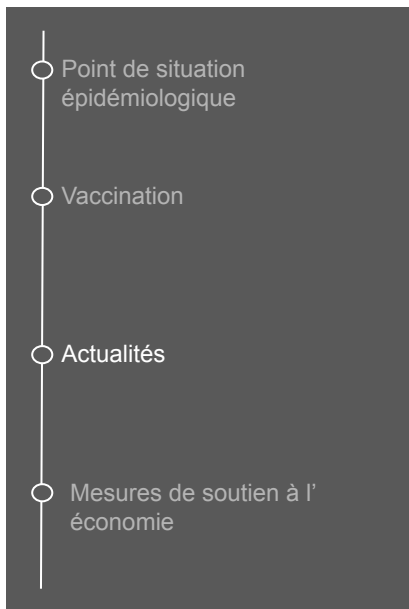 Point de situation
épidémiologique
Vaccination
Actualités
Mesures de soutien à l’
économie